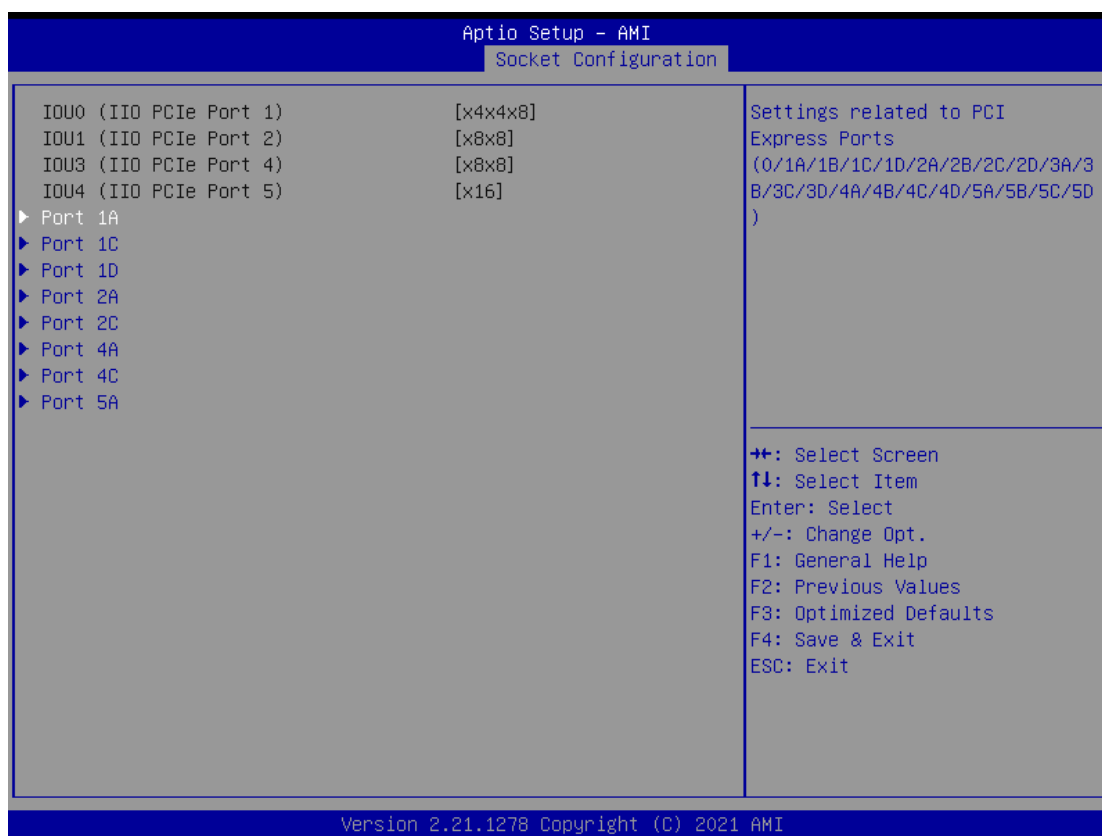 Aptio Setup - AMI
Socket Configuration
IOU0 (IIO PCIe Port 1) [x4x4x8]
IOU1 (IIO PCIe Port 2) [x8x8]
IOU3 (IIO PCIe Port 4) [x8x8]
IOU4 (IIO PCIe Port 5) [x16]
▶ Port 1A
▶ Port 1C
▶ Port 1D
▶ Port 2A
▶ Port 2C
▶ Port 4A
▶ Port 4C
▶ Port 5A
Settings related to PCI
Express Ports
(0/1A/1B/1C/1D/2A/2B/2C/2D/3A/3
B/3C/3D/4A/4B/4C/4D/5A/5B/5C/5D
)
→←: Select Screen
↑↓: Select Item
Enter: Select
+/-: Change Opt.
F1: General Help
F2: Previous Values
F3: Optimized Defaults
F4: Save & Exit
ESC: Exit
Version 2.21.1278 Copyright (C) 2021 AMI